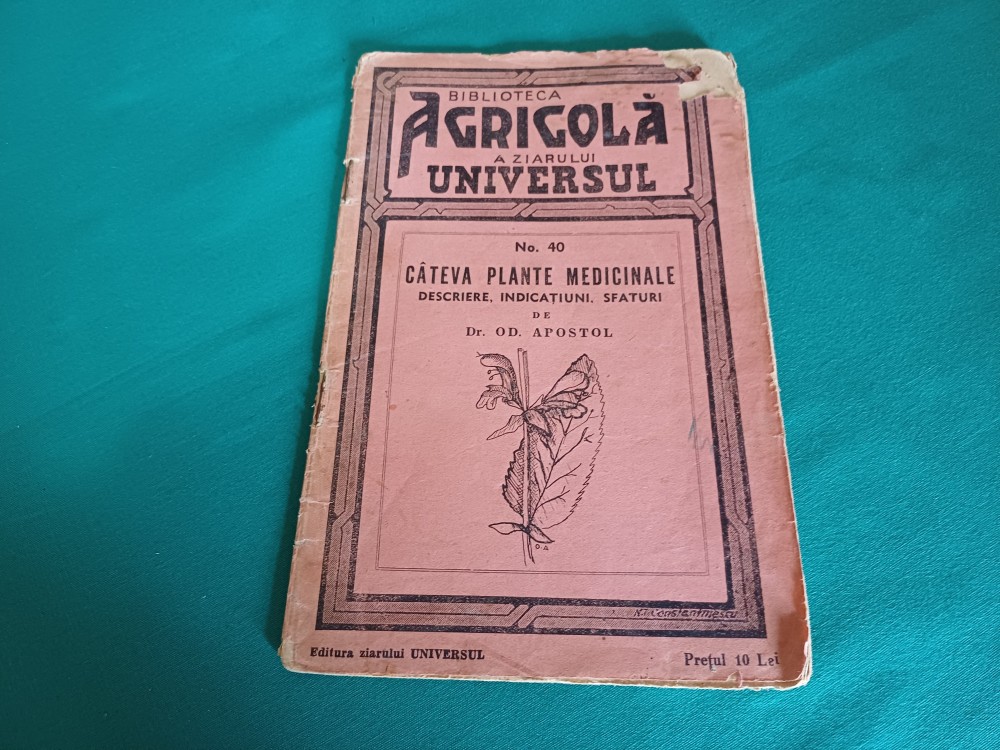 BIBLIOTECA
AGRICOLĂ
A ZIARULUI
UNIVERSUL
No. 40
CÂTEVA PLANTE MEDICINALE
DESCRIERE, INDICAȚIUNI. SFATURI
DE
Dr. OD. APOSTOL
O.A
N.I.Constantinescu
Editura ziarului UNIVERSUL
Prețul 10 Lei